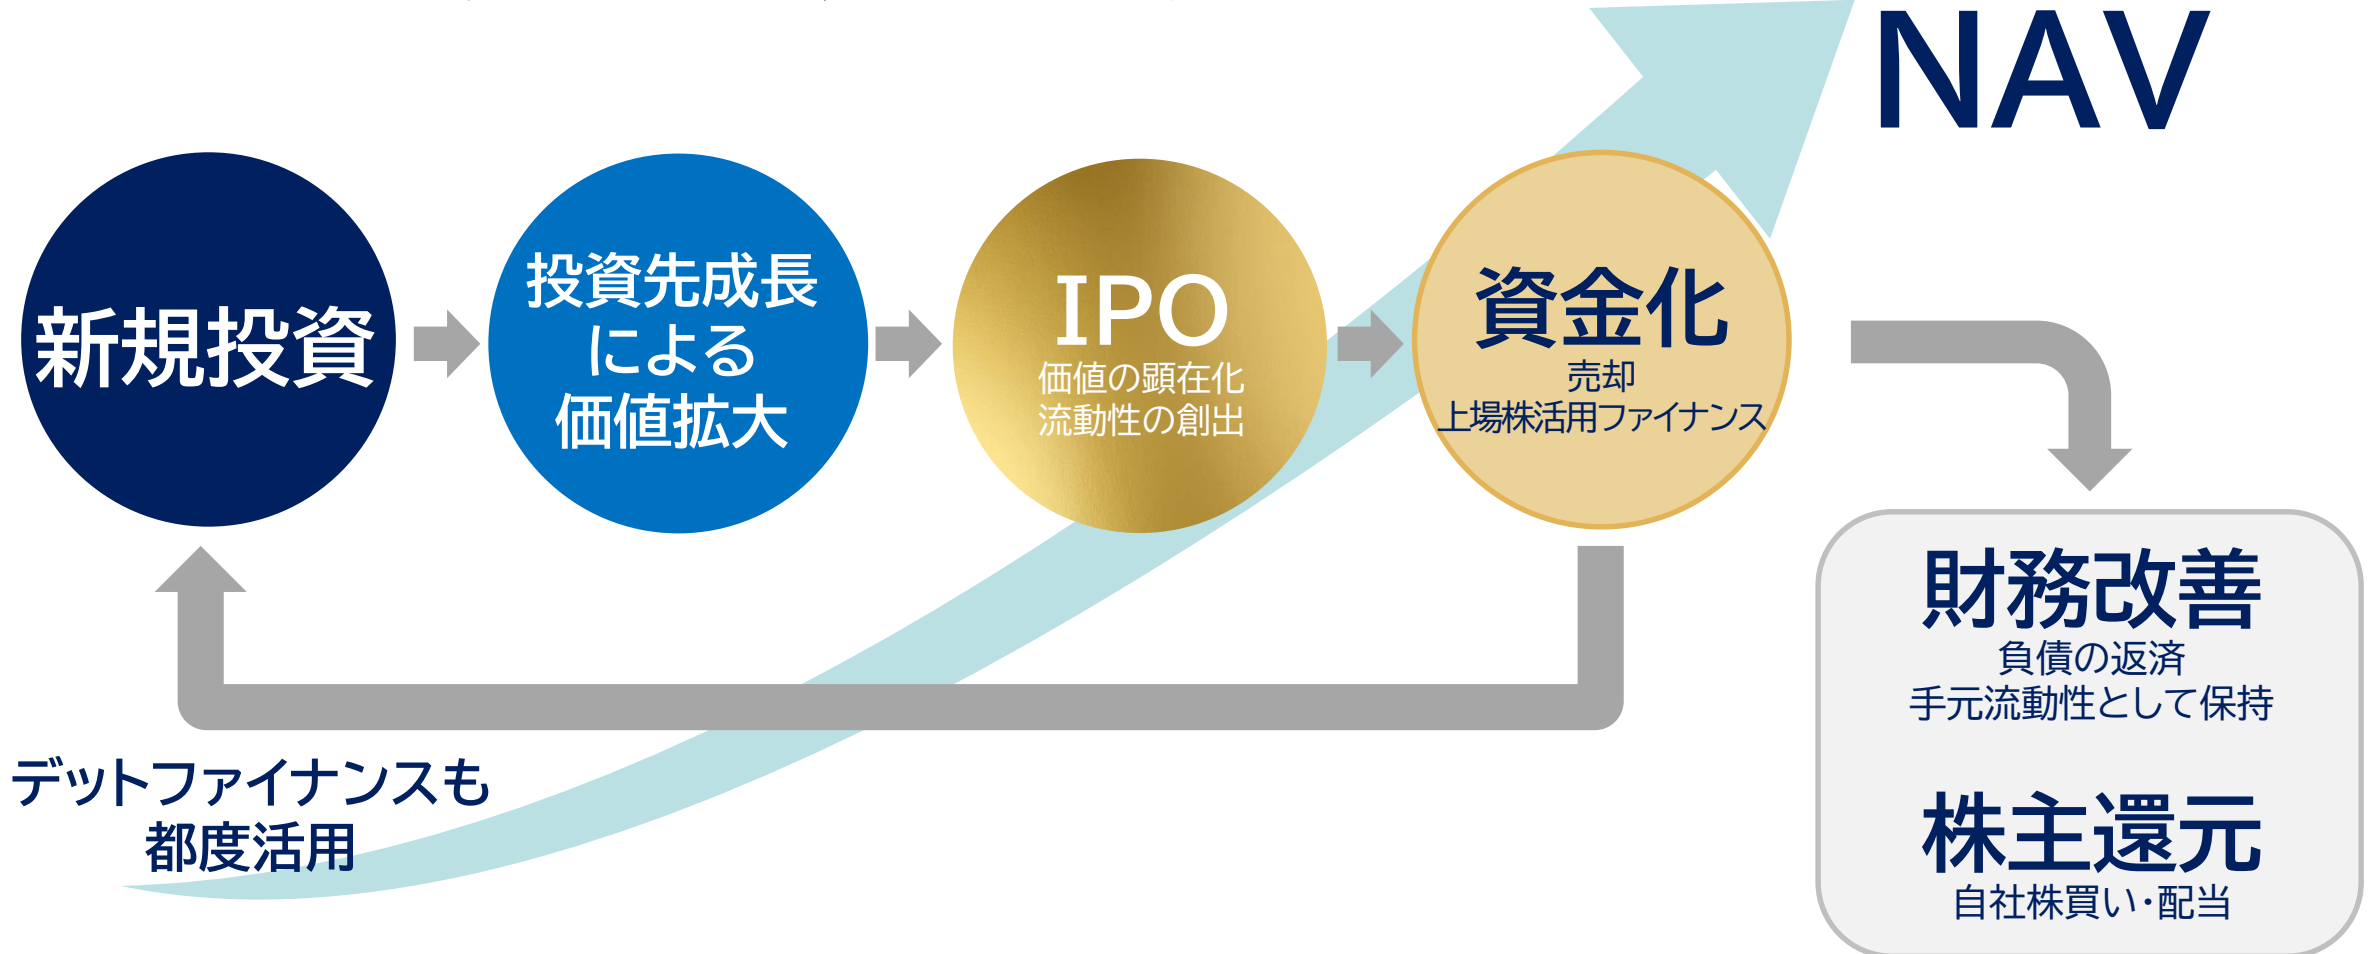 NAV
新規投資
投資先成長
による
価値拡大
IPO
価値の顕在化
流動性の創出
資金化
売却
上場株活用ファイナンス
財務改善
負債の返済
手元流動性として保持
株主還元
自社株買い・配当
デットファイナンスも
都度活用